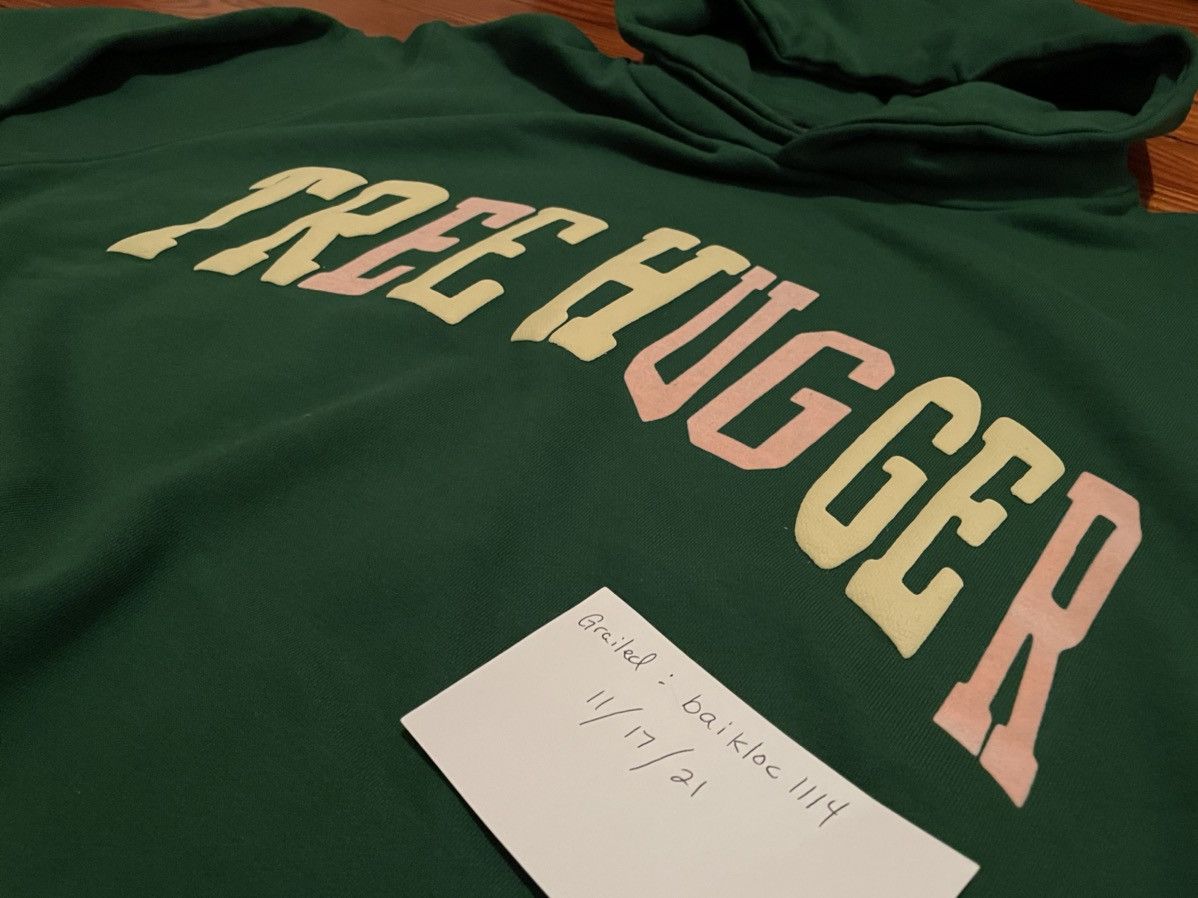 TREE HUGGER
Grailed: baikloc1114
11/17/21